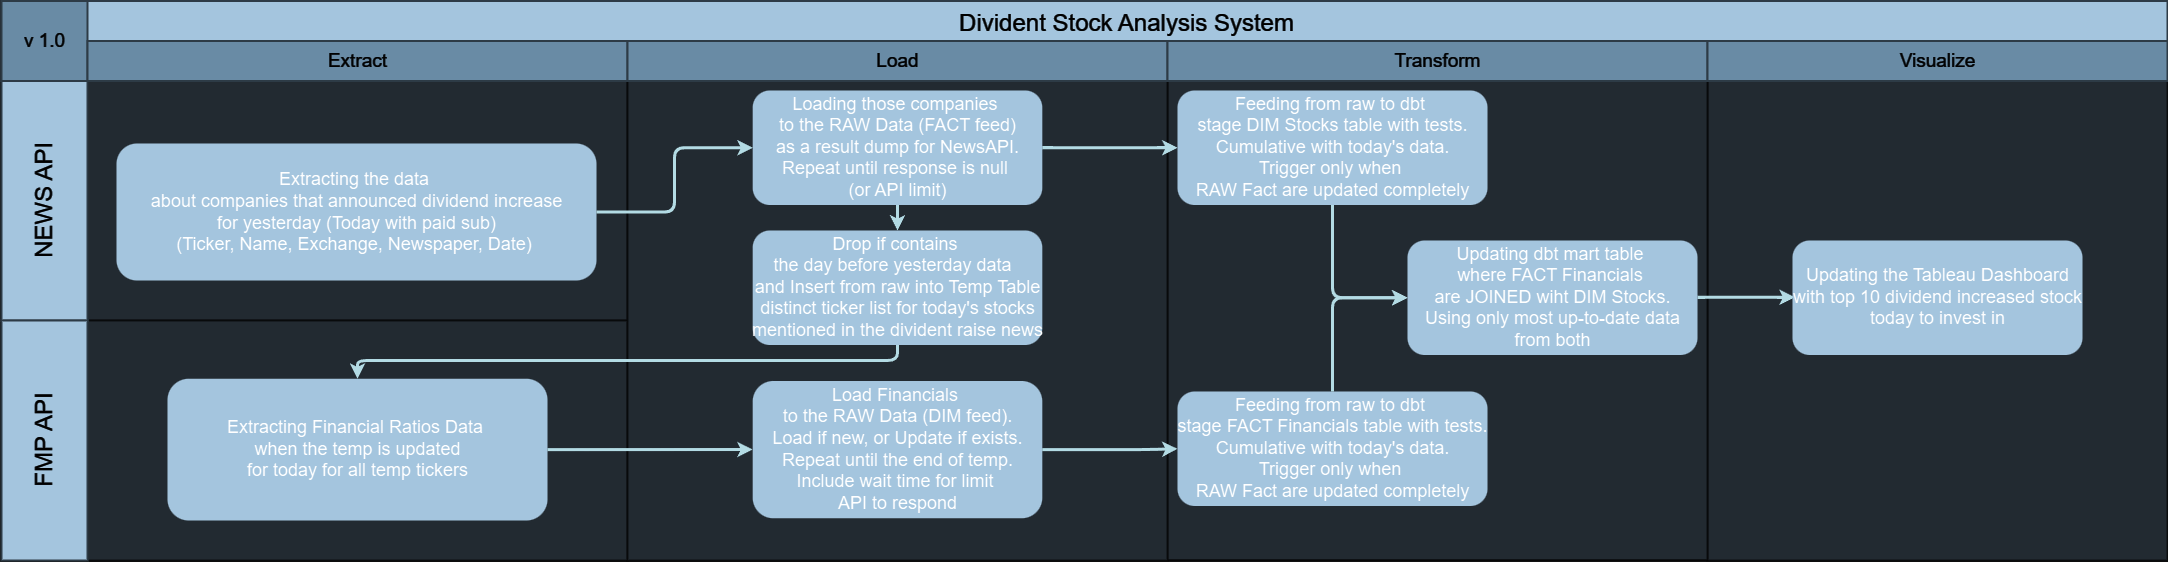 v 1.0
Divident Stock Analysis System
Extract
Load
Transform
Visualize
NEWS API
Extracting the data
about companies that announced dividend increase
for yesterday (Today with paid sub)
(Ticker, Name, Exchange, Newspaper, Date)
Loading those companies
to the RAW Data (FACT feed)
as a result dump for NewsAPI.
Repeat until response is null
(or API limit)
Drop if contains
the day before yesterday data
and Insert from raw into Temp Table
distinct ticker list for today's stocks
mentioned in the divident raise news
Feeding from raw to dbt
stage DIM Stocks table with tests.
Cumulative with today's data.
Trigger only when
RAW Fact are updated completely
Updating dbt mart table
where FACT Financials
are JOINED wiht DIM Stocks.
Using only most up-to-date data
from both
Updating the Tableau Dashboard
with top 10 dividend increased stock
today to invest in
FMP API
Extracting Financial Ratios Data
when the temp is updated
for today for all temp tickers
Load Financials
to the RAW Data (DIM feed).
Load if new, or Update if exists.
Repeat until the end of temp.
Include wait time for limit
API to respond
Feeding from raw to dbt
stage FACT Financials table with tests.
Cumulative with today's data.
Trigger only when
RAW Fact are updated completely